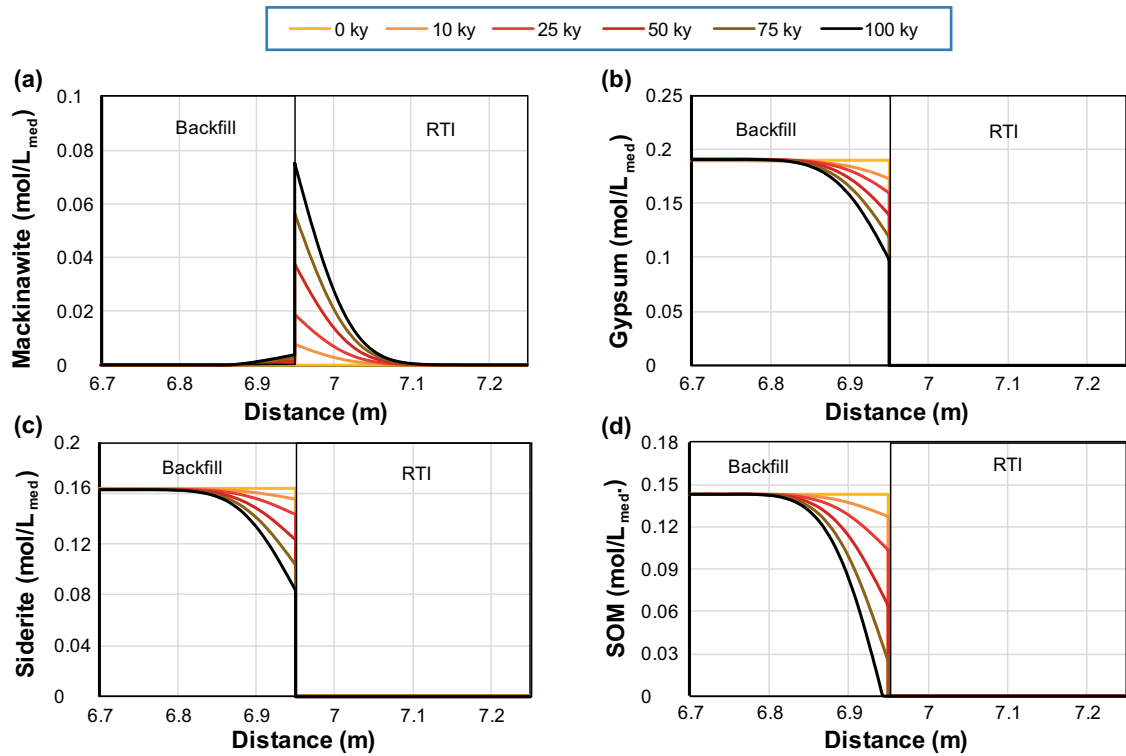 0 ky 10 ky 25 ky 50 ky 75 ky 100 ky
(a)
Mackinawite (mol/Lmed)
0.1
0.08
0.06
0.04
0.02
0
Backfill RTI
6.7 6.8 6.9 7 7.1 7.2
Distance (m)
(b)
Gypsum (mol/Lmed)
0.25
0.2
0.15
0.1
0.05
0
Backfill RTI
6.7 6.8 6.9 7 7.1 7.2
Distance (m)
(c)
Siderite (mol/Lmed)
0.2
0.16
0.12
0.08
0.04
0
Backfill RTI
6.7 6.8 6.9 7 7.1 7.2
Distance (m)
(d)
SOM (mol/Lmed.)
0.18
0.15
0.12
0.09
0.06
0.03
0
Backfill RTI
6.7 6.8 6.9 7 7.1 7.2
Distance (m)